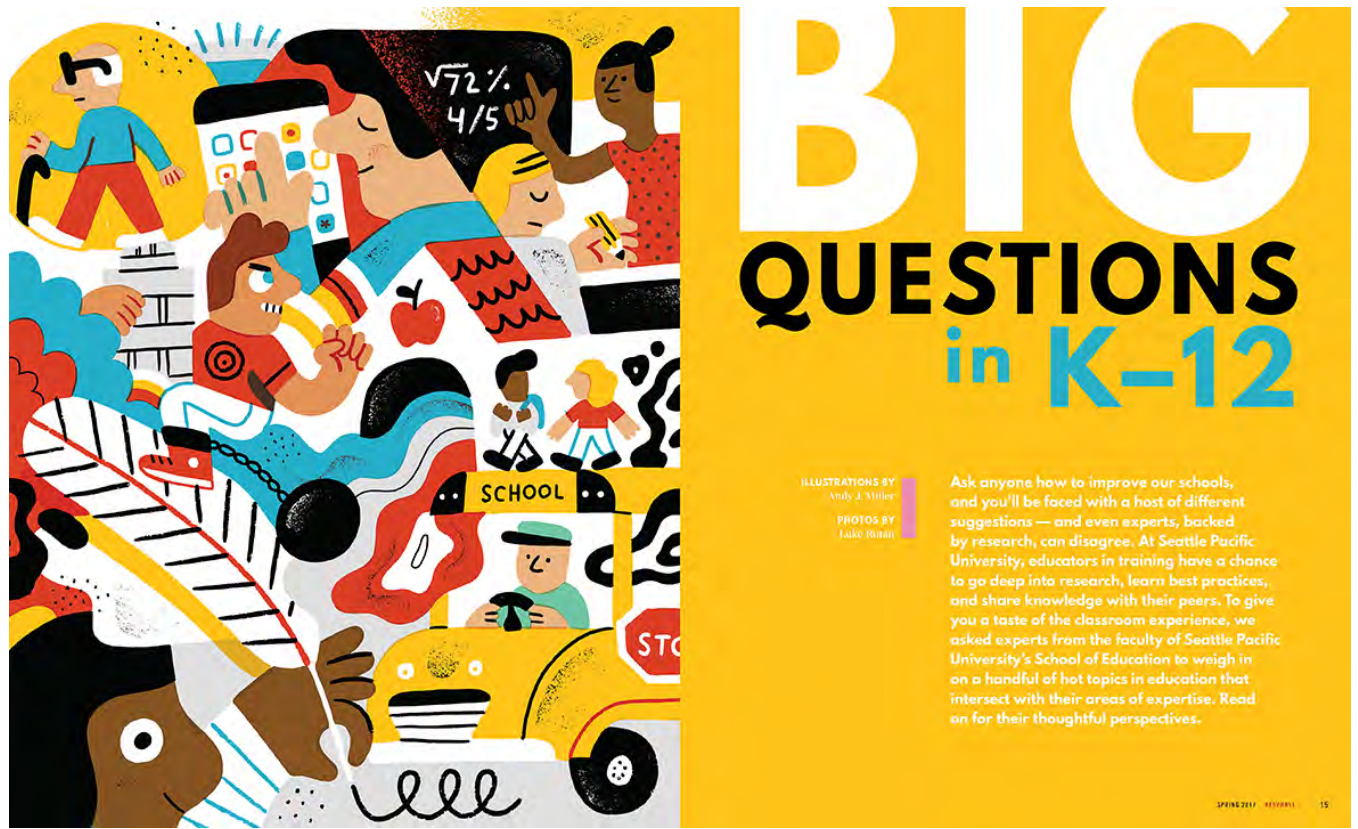 √72 %
4/5
SCHOOL
STO
BIG
QUESTIONS
in K–12
ILLUSTRATIONS BY
Andy J. Miller
PHOTOS BY
Luke Rutan
Ask anyone how to improve our schools,
and you'll be faced with a host of different
suggestions — and even experts, backed
by research, can disagree. At Seattle Pacific
University, educators in training have a chance
to go deep into research, learn best practices,
and share knowledge with their peers. To give
you a taste of the classroom experience, we
asked experts from the faculty of Seattle Pacific
University's School of Education to weigh in
on a handful of hot topics in education that
intersect with their areas of expertise. Read
on for their thoughtful perspectives.
SPRING 2017 RESPONSE 15